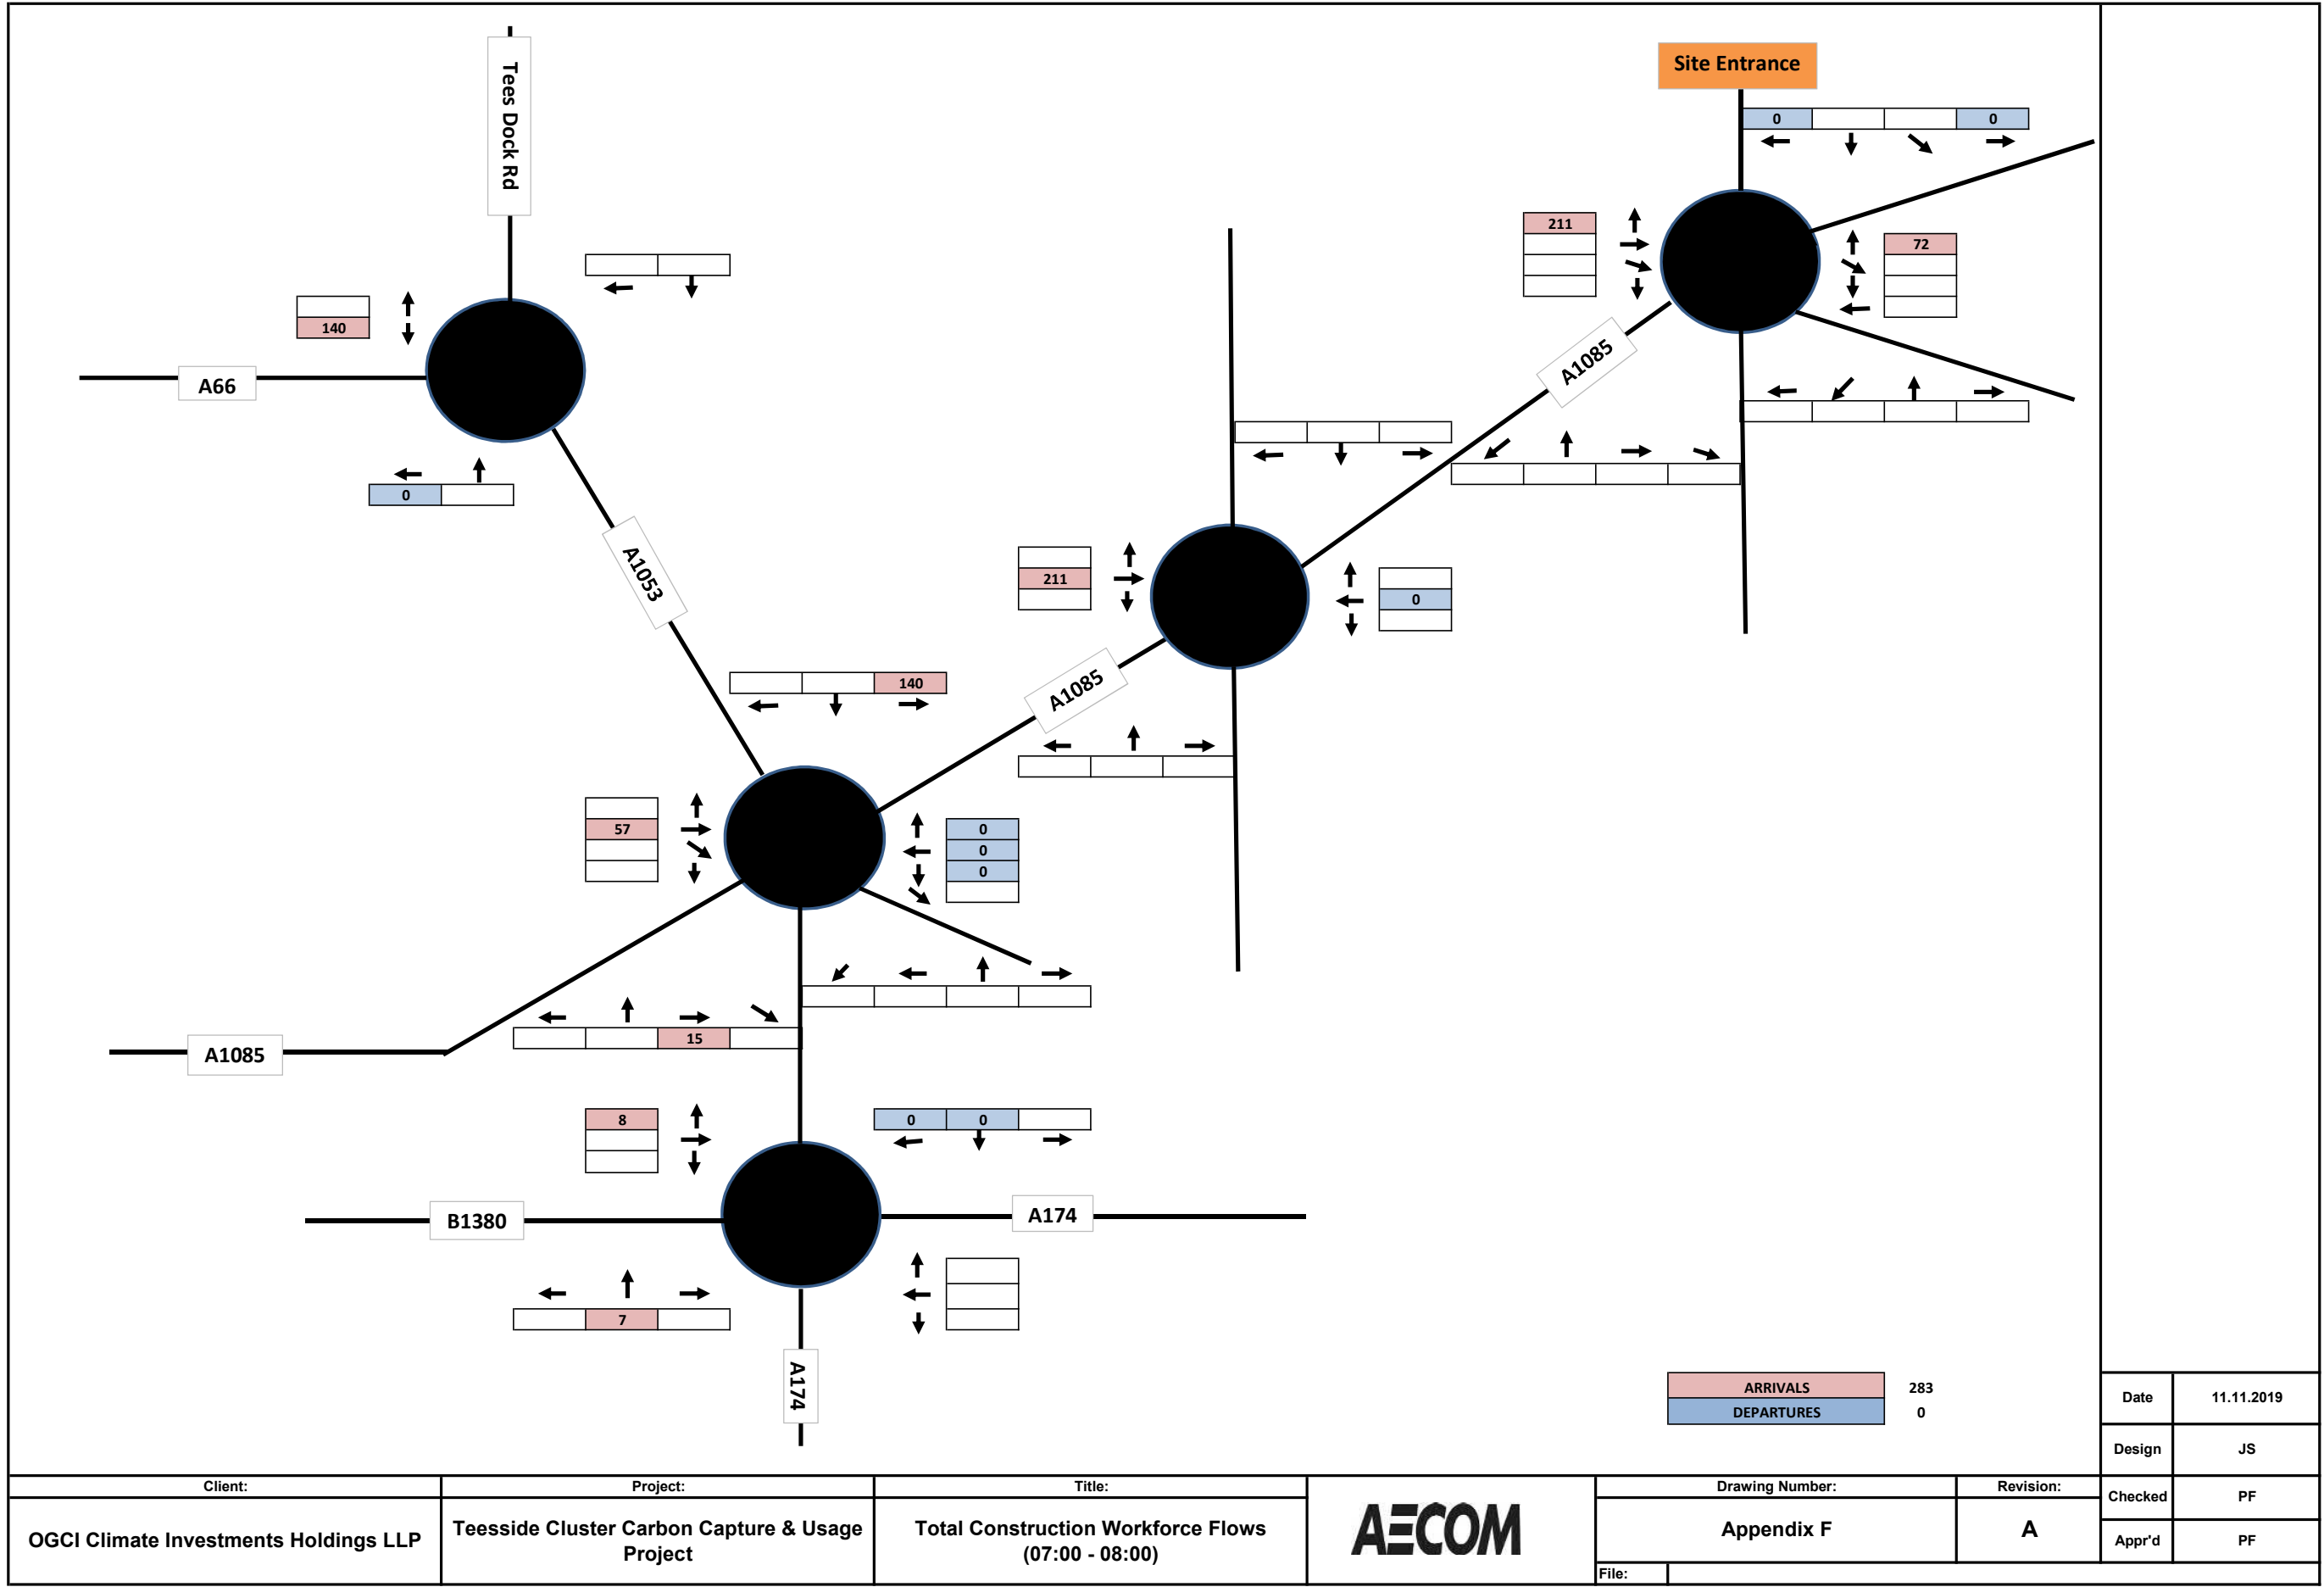 Site Entrance
Tees Dock Rd
0 0
211
72
140
A66
A1085
0
A1053
211
0
140
A1085
57
0
0
0
15
A1085
8
0 0
B1380
A174
7
A174
ARRIVALS 283
DEPARTURES 0
Date 11.11.2019
Design JS
Checked PF
Appr'd PF
Client:
OGCI Climate Investments Holdings LLP
Project:
Teesside Cluster Carbon Capture & Usage
Project
Title:
Total Construction Workforce Flows
(07:00 - 08:00)
AECOM
Drawing Number:
Appendix F
Revision:
A
File: